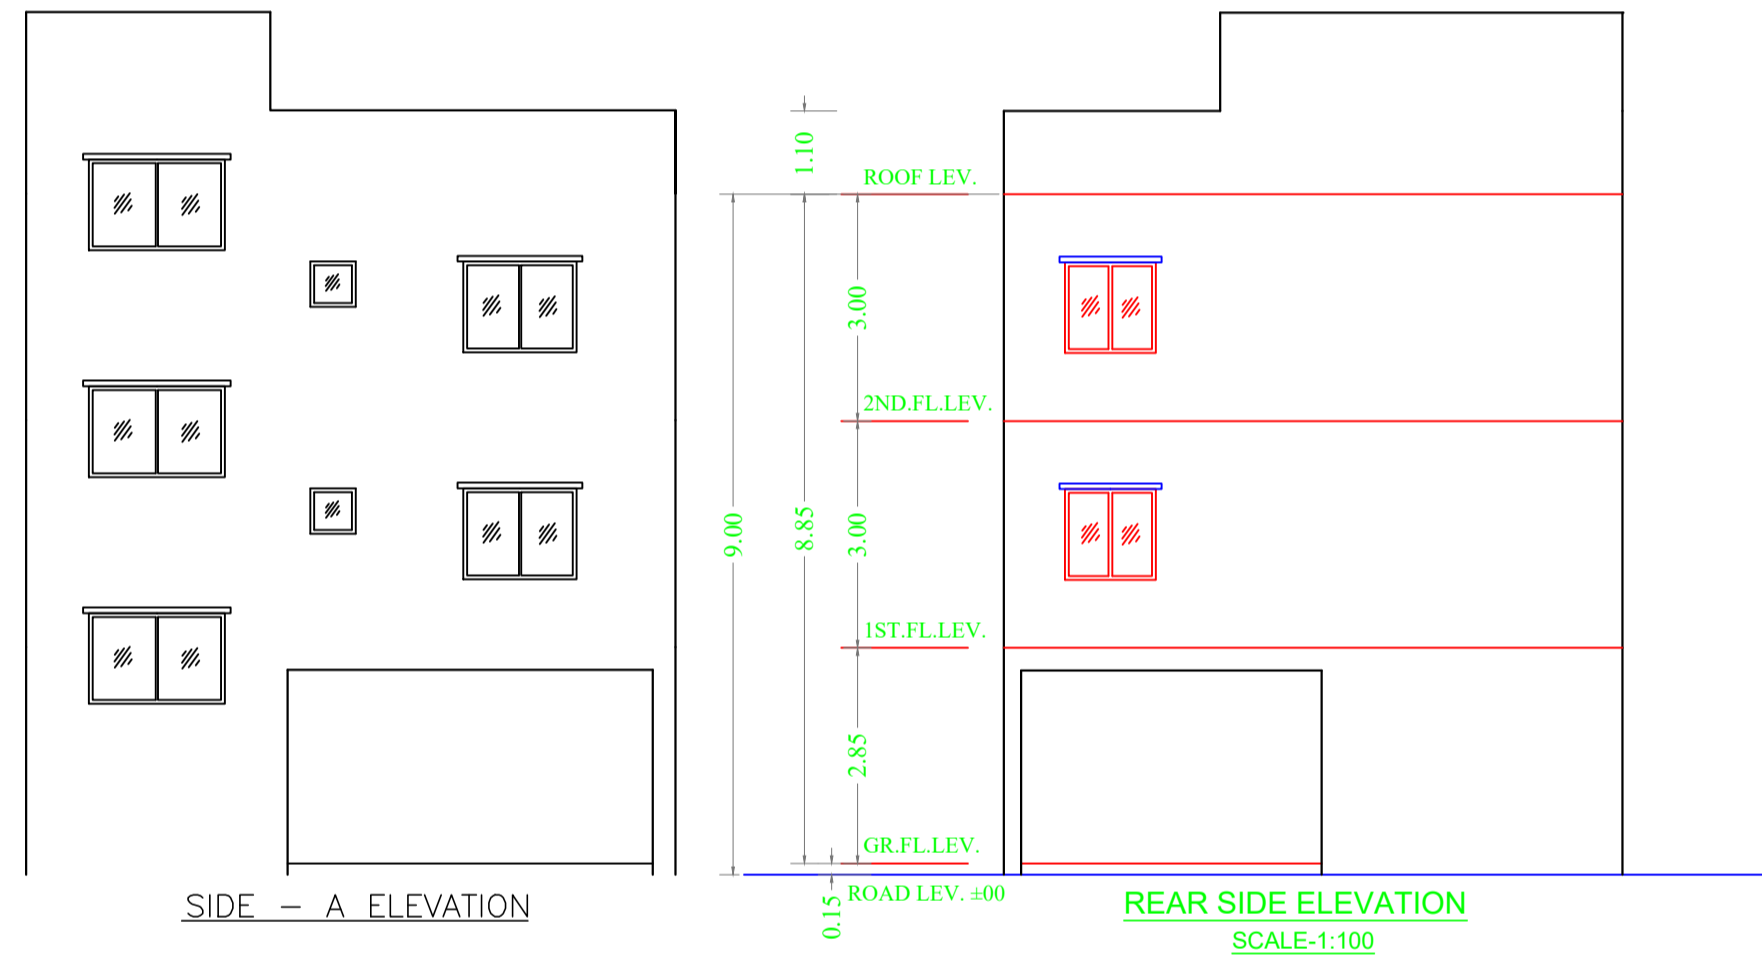 1.10
ROOF LEV.
3.00
2ND.FL.LEV.
9.00
8.85
3.00
1ST.FL.LEV.
2.85
GR.FL.LEV.
ROAD LEV. ±00
0.15
SIDE - A ELEVATION
REAR SIDE ELEVATION
SCALE-1:100